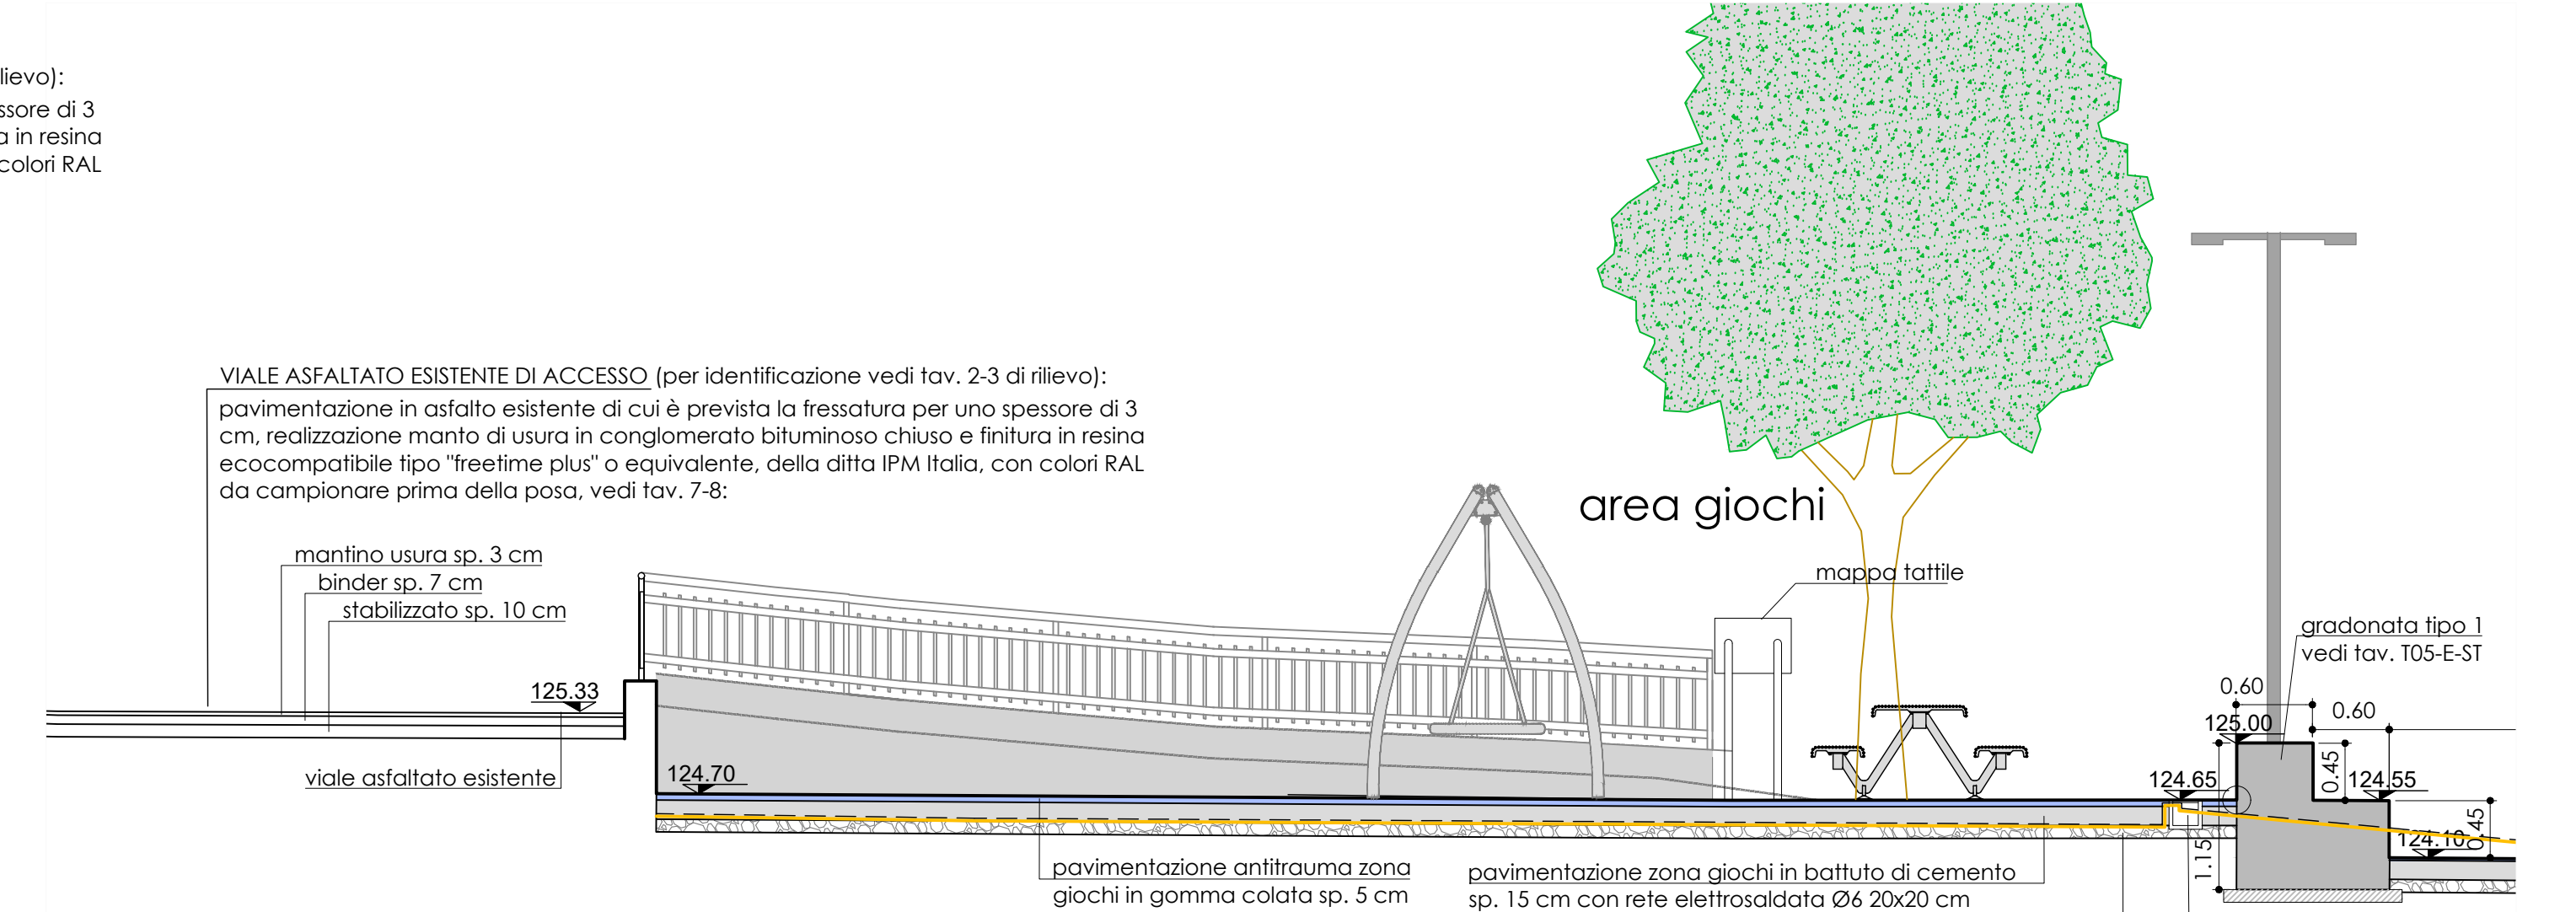 lievo):
ssore di 3
a in resina
colori RAL
VIALE ASFALTATO ESISTENTE DI ACCESSO (per identificazione vedi tav. 2-3 di rilievo):
pavimentazione in asfalto esistente di cui è prevista la fressatura per uno spessore di 3
cm, realizzazione manto di usura in conglomerato bituminoso chiuso e finitura in resina
ecocompatibile tipo "freetime plus" o equivalente, della ditta IPM Italia, con colori RAL
da campionare prima della posa, vedi tav. 7-8:
area giochi
mantino usura sp. 3 cm
binder sp. 7 cm
stabilizzato sp. 10 cm
mappa tattile
gradonata tipo 1
vedi tav. T05-E-ST
125.33
0.60
0.60
125.00
viale asfaltato esistente
124.70
124.65
0.45
124.55
124.10
0.45
1.15
pavimentazione antitrauma zona
giochi in gomma colata sp. 5 cm
pavimentazione zona giochi in battuto di cemento
sp. 15 cm con rete elettrosaldata Ø6 20x20 cm